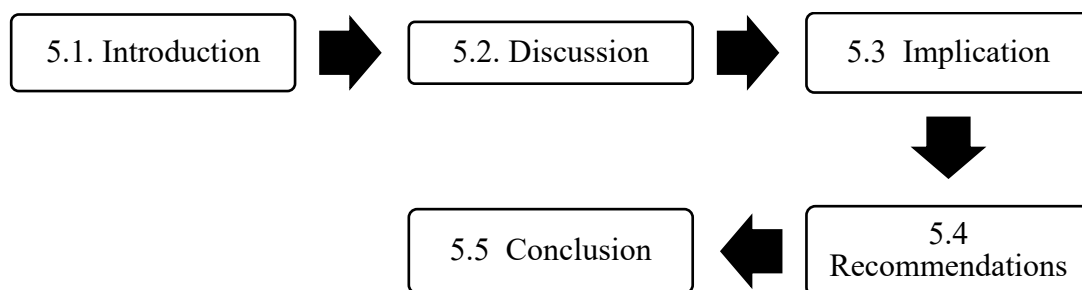 5.1. Introduction
5.2. Discussion
5.3  Implication
5.4
Recommendations
5.5  Conclusion